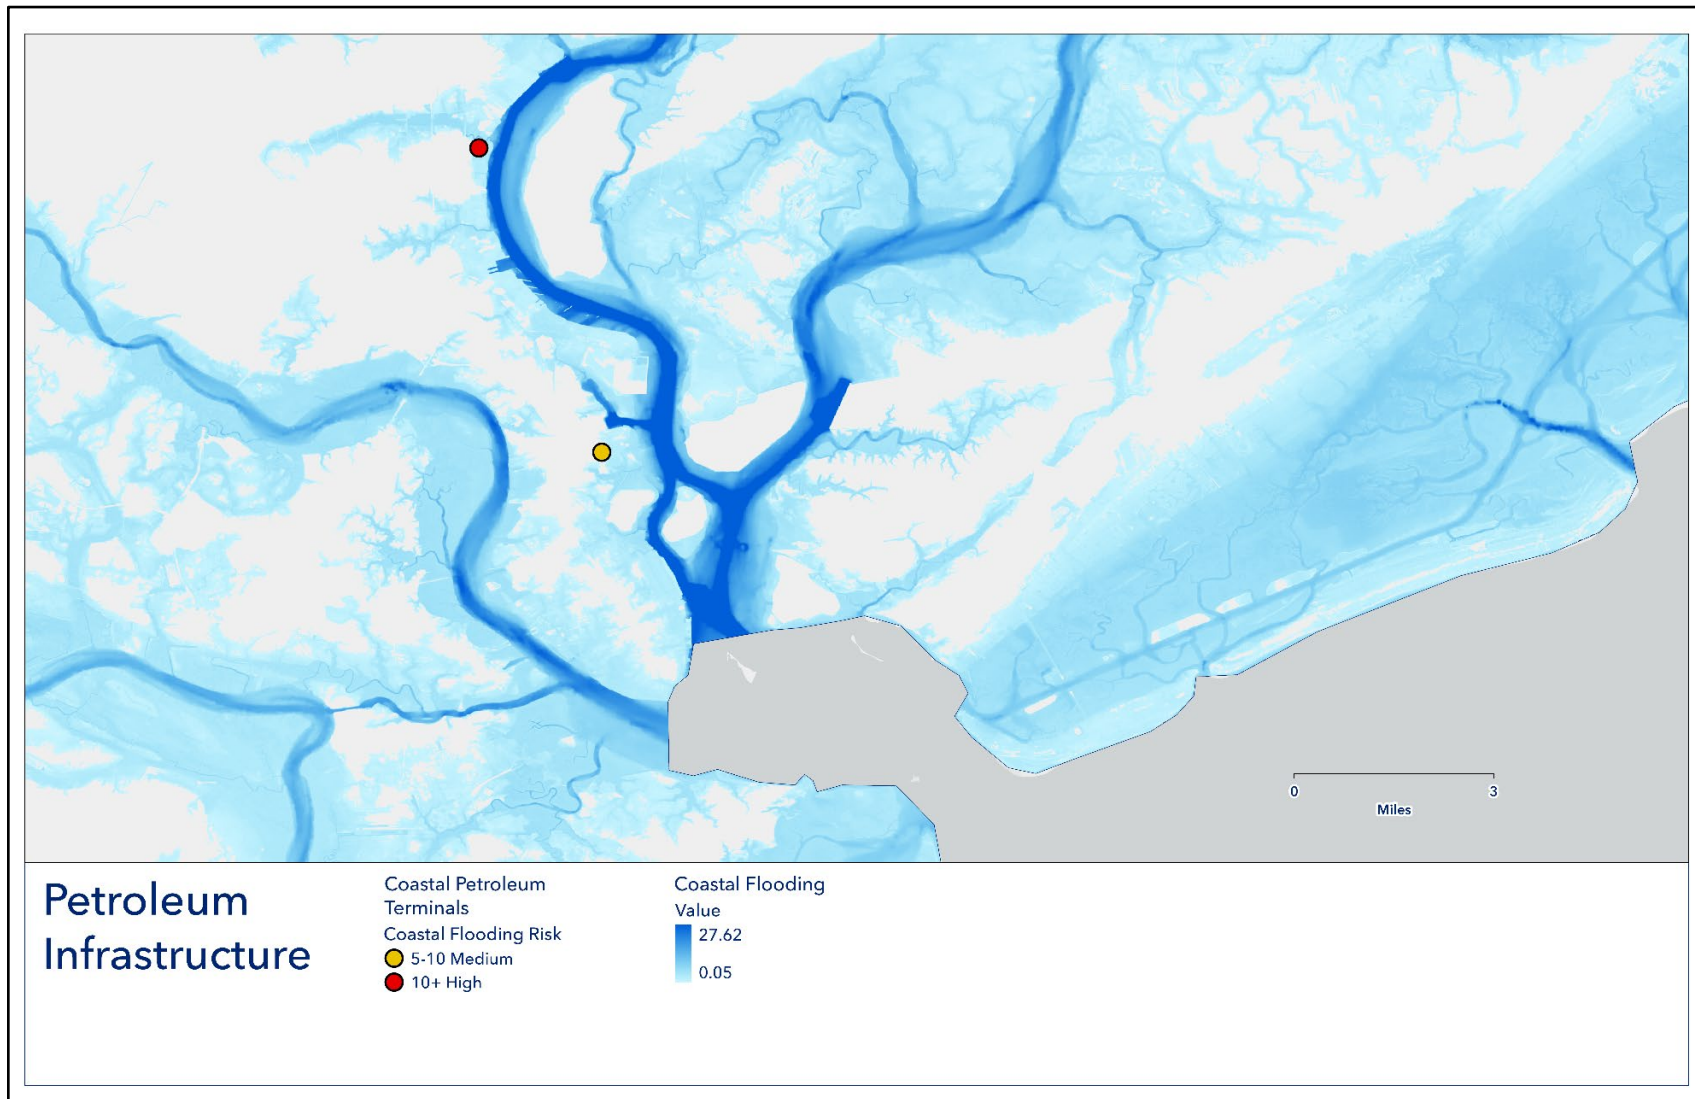 0
3
Miles
Petroleum
Infrastructure
Coastal Petroleum
Terminals
Coastal Flooding Risk
5-10 Medium
10+ High
Coastal Flooding
Value
27.62
0.05